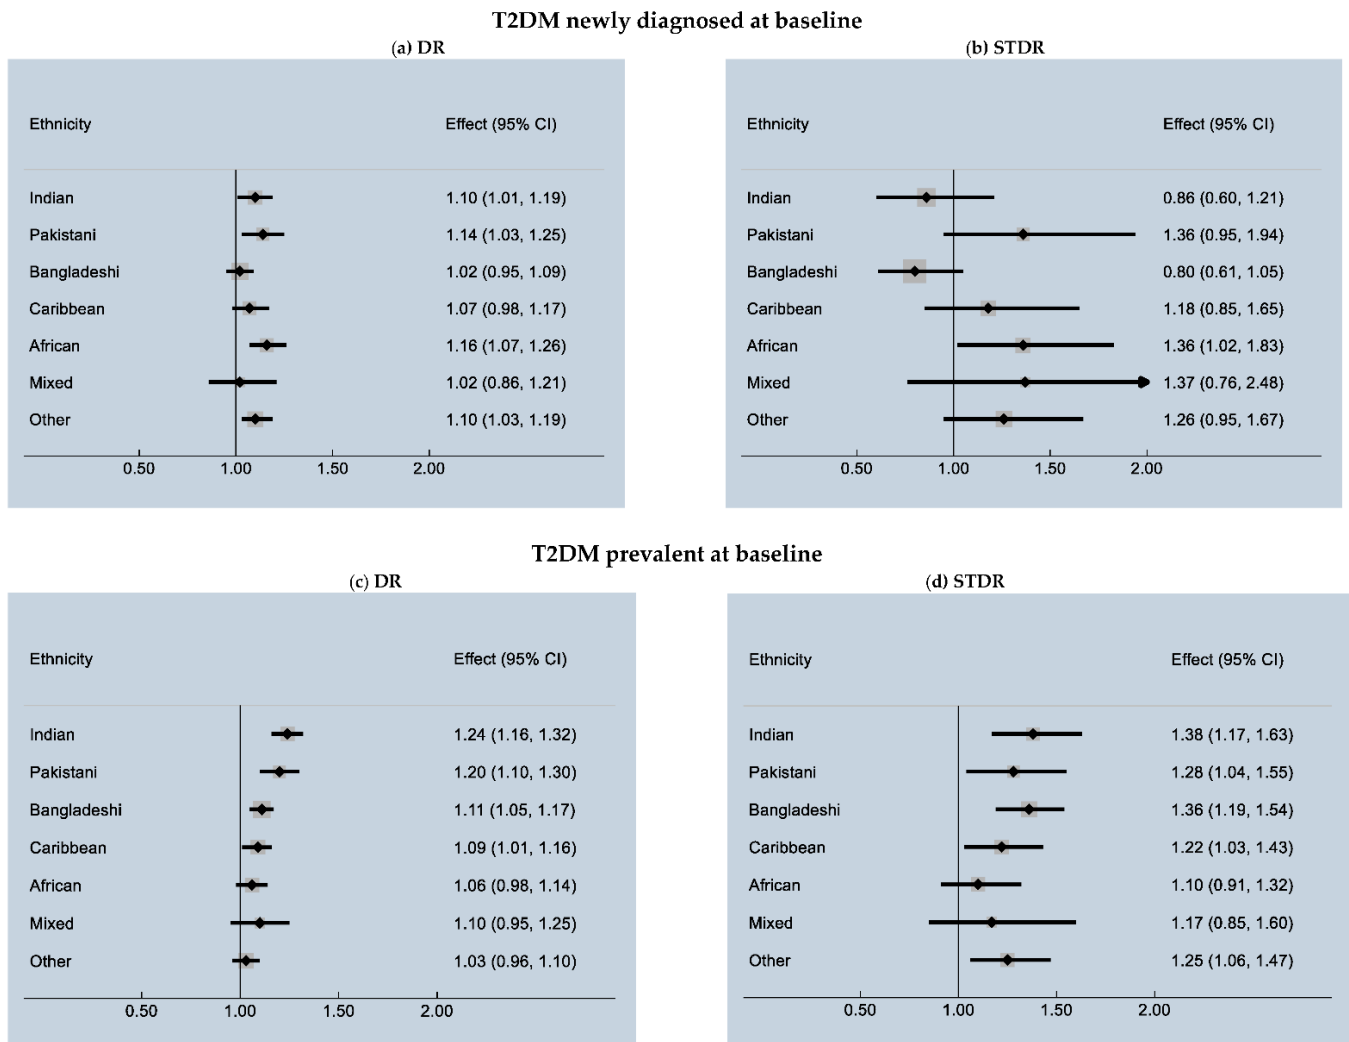 T2DM newly diagnosed at baseline
(a) DR
Ethnicity Effect (95% CI)
Indian 1.10 (1.01, 1.19)
Pakistani 1.14 (1.03, 1.25)
Bangladeshi 1.02 (0.95, 1.09)
Caribbean 1.07 (0.98, 1.17)
African 1.16 (1.07, 1.26)
Mixed 1.02 (0.86, 1.21)
Other 1.10 (1.03, 1.19)
0.50 1.00 1.50 2.00
(b) STDR
Ethnicity Effect (95% CI)
Indian 0.86 (0.60, 1.21)
Pakistani 1.36 (0.95, 1.94)
Bangladeshi 0.80 (0.61, 1.05)
Caribbean 1.18 (0.85, 1.65)
African 1.36 (1.02, 1.83)
Mixed 1.37 (0.76, 2.48)
Other 1.26 (0.95, 1.67)
0.50 1.00 1.50 2.00
T2DM prevalent at baseline
(c) DR
Ethnicity Effect (95% CI)
Indian 1.24 (1.16, 1.32)
Pakistani 1.20 (1.10, 1.30)
Bangladeshi 1.11 (1.05, 1.17)
Caribbean 1.09 (1.01, 1.16)
African 1.06 (0.98, 1.14)
Mixed 1.10 (0.95, 1.25)
Other 1.03 (0.96, 1.10)
0.50 1.00 1.50 2.00
(d) STDR
Ethnicity Effect (95% CI)
Indian 1.38 (1.17, 1.63)
Pakistani 1.28 (1.04, 1.55)
Bangladeshi 1.36 (1.19, 1.54)
Caribbean 1.22 (1.03, 1.43)
African 1.10 (0.91, 1.32)
Mixed 1.17 (0.85, 1.60)
Other 1.25 (1.06, 1.47)
0.50 1.00 1.50 2.00